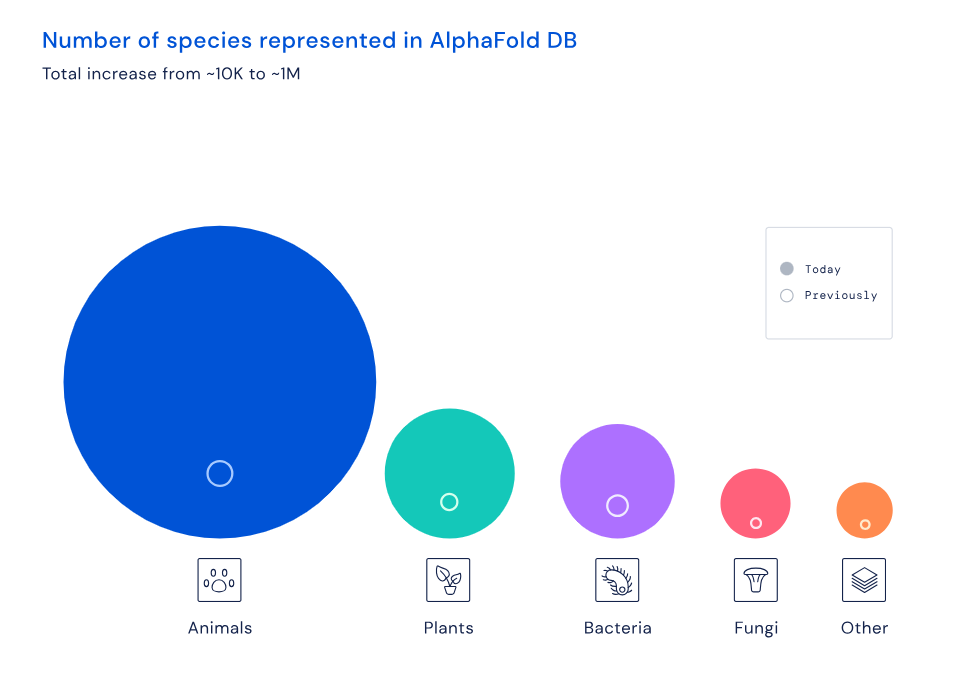 Number of species represented in AlphaFold DB
Total increase from ~10K to ~1M
Today
Previously
Animals
Plants
Bacteria
Fungi
Other